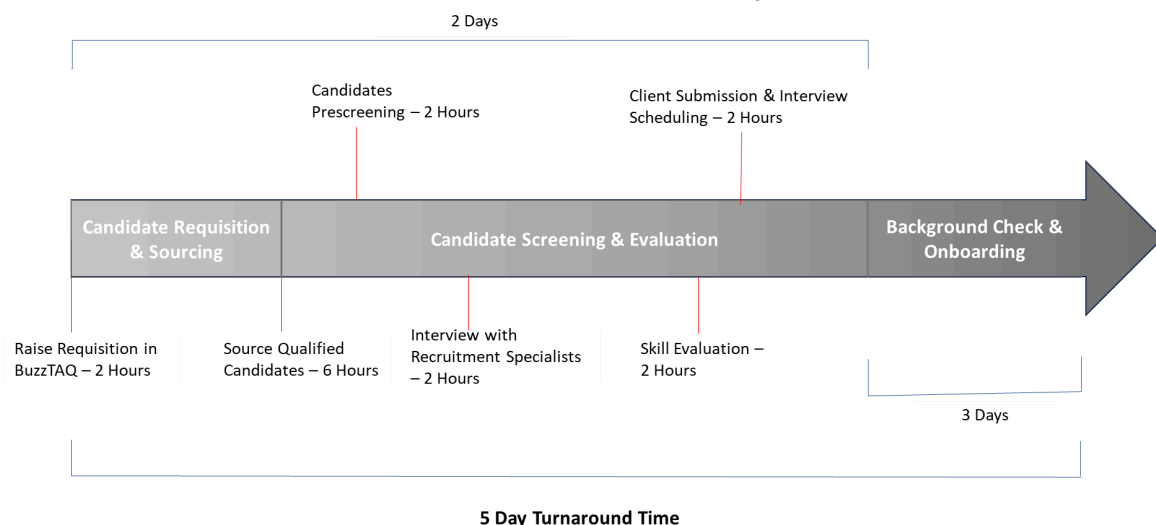 2 Days
Candidates
Prescreening – 2 Hours
Client Submission & Interview
Scheduling – 2 Hours
Candidate Requisition
& Sourcing
Candidate Screening & Evaluation
Background Check &
Onboarding
Raise Requisition in
BuzzTAQ – 2 Hours
Source Qualified
Candidates – 6 Hours
Interview with
Recruitment Specialists
– 2 Hours
Skill Evaluation –
2 Hours
3 Days
5 Day Turnaround Time